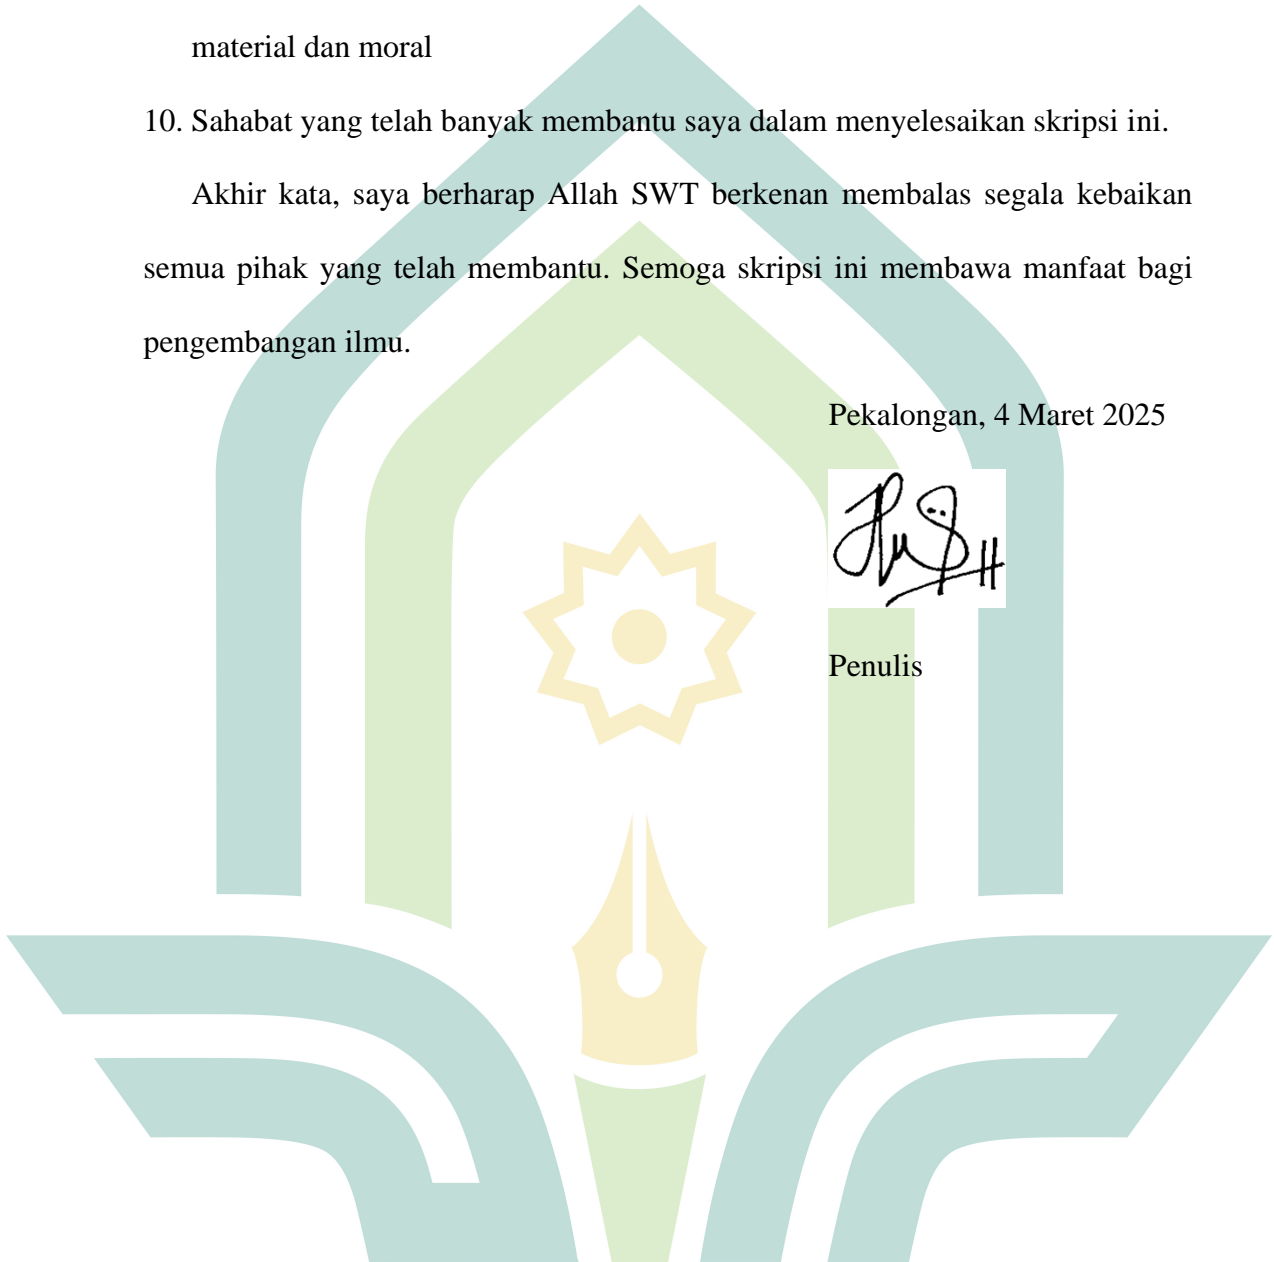 material dan moral
10. Sahabat yang telah banyak membantu saya dalam menyelesaikan skripsi ini.
Akhir kata, saya berharap Allah SWT berkenan membalas segala kebaikan
semua pihak yang telah membantu. Semoga skripsi ini membawa manfaat bagi
pengembangan ilmu.
Pekalongan, 4 Maret 2025
Penulis